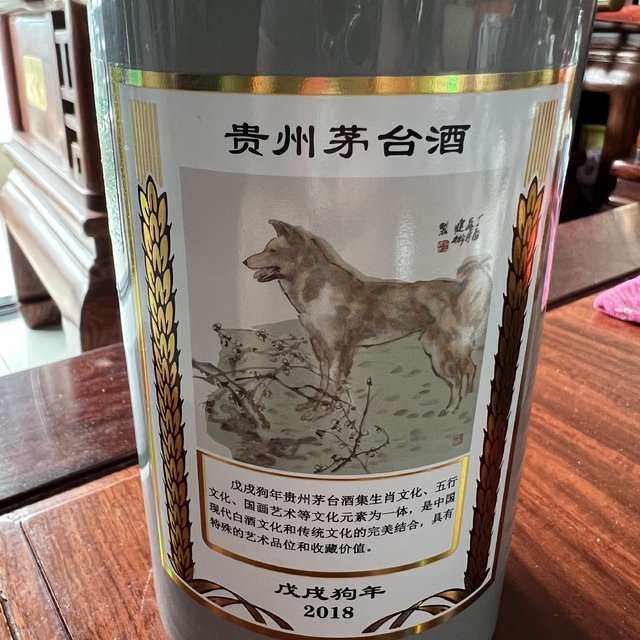 贵州茅台酒
戊戌狗年贵州茅台酒集生肖文化、五行
文化、国画艺术等文化元素为一体，是中国
现代白酒文化和传统文化的完美结合，具有
特殊的艺术品位和收藏价值。
戊戌狗年
2018